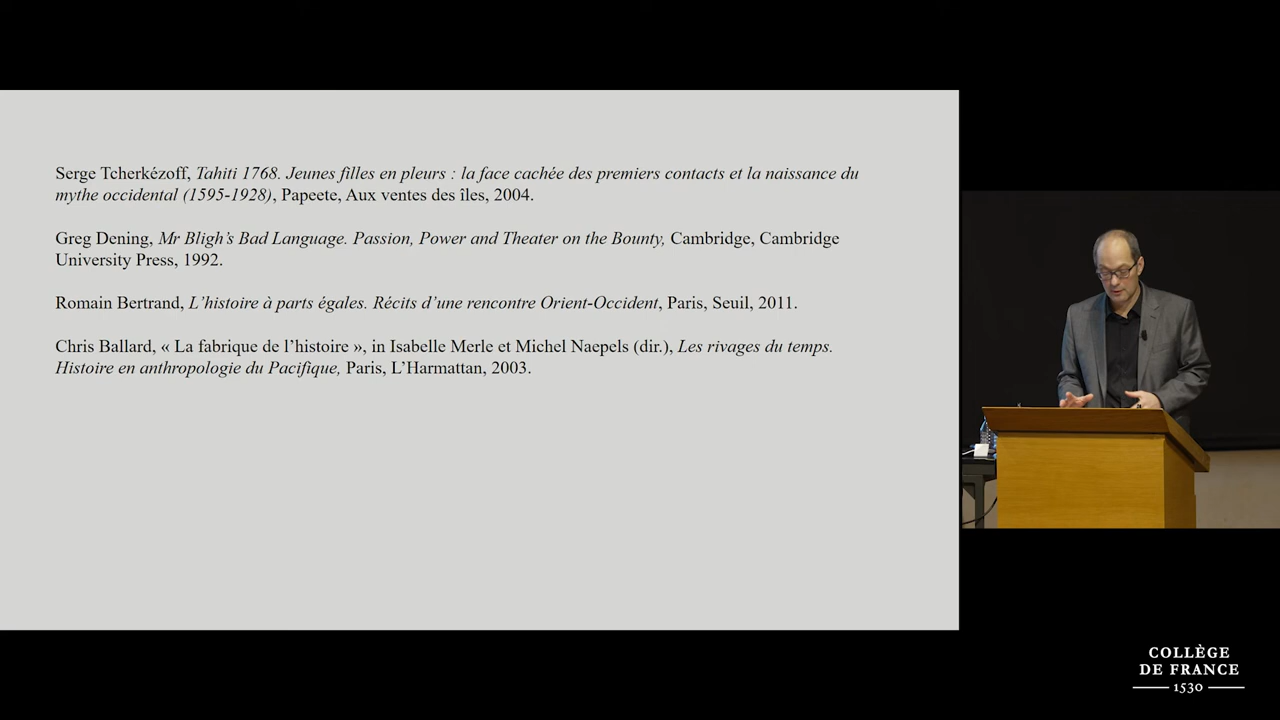 Serge Tcherkézoff, Tahiti 1768. Jeunes filles en pleurs : la face cachée des premiers contacts et la naissance du
mythe occidental (1595-1928), Papeete, Aux ventes des îles, 2004.
Greg Dening, Mr Bligh’s Bad Language. Passion, Power and Theater on the Bounty, Cambridge, Cambridge
University Press, 1992.
Romain Bertrand, L’histoire à parts égales. Récits d’une rencontre Orient-Occident, Paris, Seuil, 2011.
Chris Ballard, « La fabrique de l’histoire », in Isabelle Merle et Michel Naepels (dir.), Les rivages du temps.
Histoire en anthropologie du Pacifique, Paris, L’Harmattan, 2003.
COLLÈGE
DE FRANCE
1530